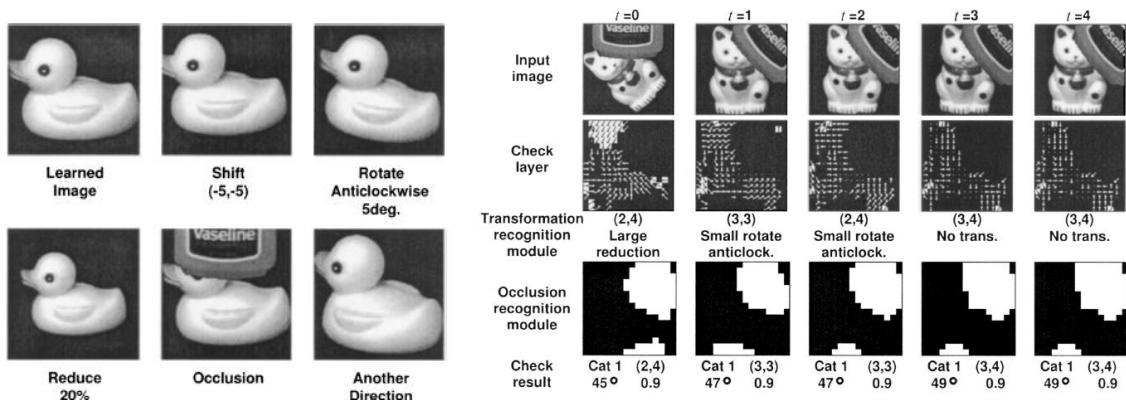 Learned
Image
Shift
(-5,-5)
Rotate
Anticlockwise
5deg.
Vaseline
Reduce
20%
Occlusion
Another
Direction
t =0
t =1
t =2
t =3
t =4
Input
image
Vaseline
Vaseline
Vaseline
Vaseline
Vaseline
Check
layer
Transformation
recognition
module
(2,4)
Large
reduction
(3,3)
Small rotate
anticlock.
(2,4)
Small rotate
anticlock.
(3,4)
No trans.
(3,4)
No trans.
Occlusion
recognition
module
Check
result
Cat 1 (2,4)
45° 0.9
Cat 1 (3,3)
47° 0.9
Cat 1 (3,3)
47° 0.9
Cat 1 (3,4)
49° 0.9
Cat 1 (3,4)
49° 0.9